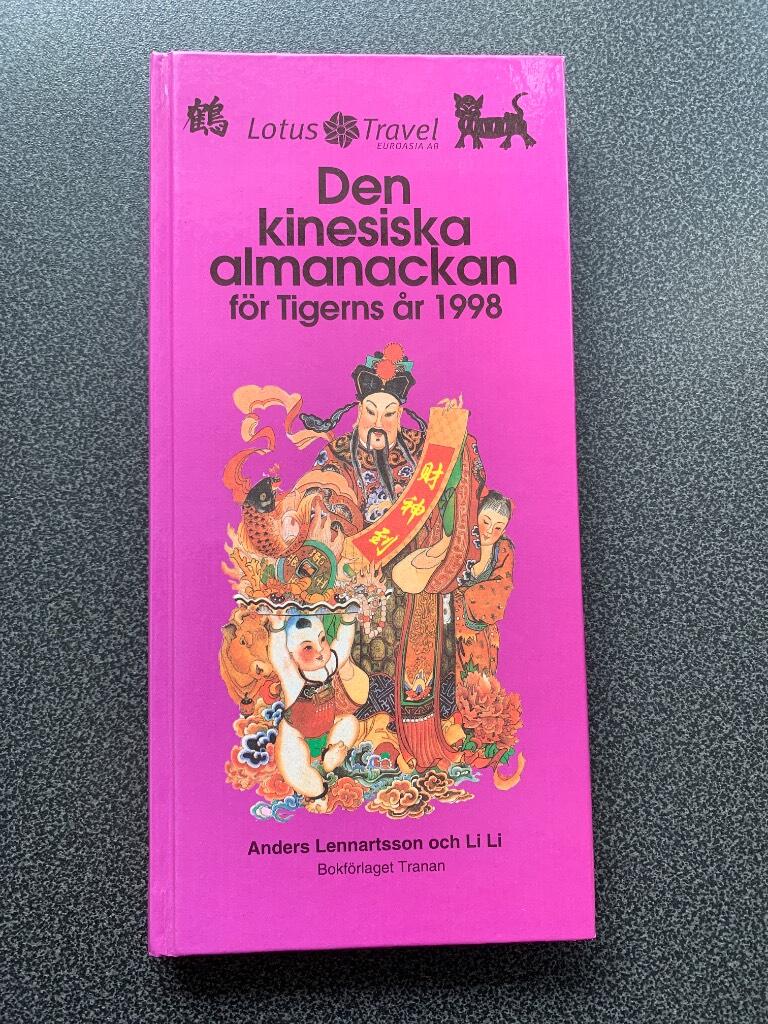 鶴 Lotus Travel
EUROASIA AB
Den
kinesiska
almanackan
för Tigerns år 1998
財神到
Anders Lennartsson och Li Li
Bokförlaget Tranan